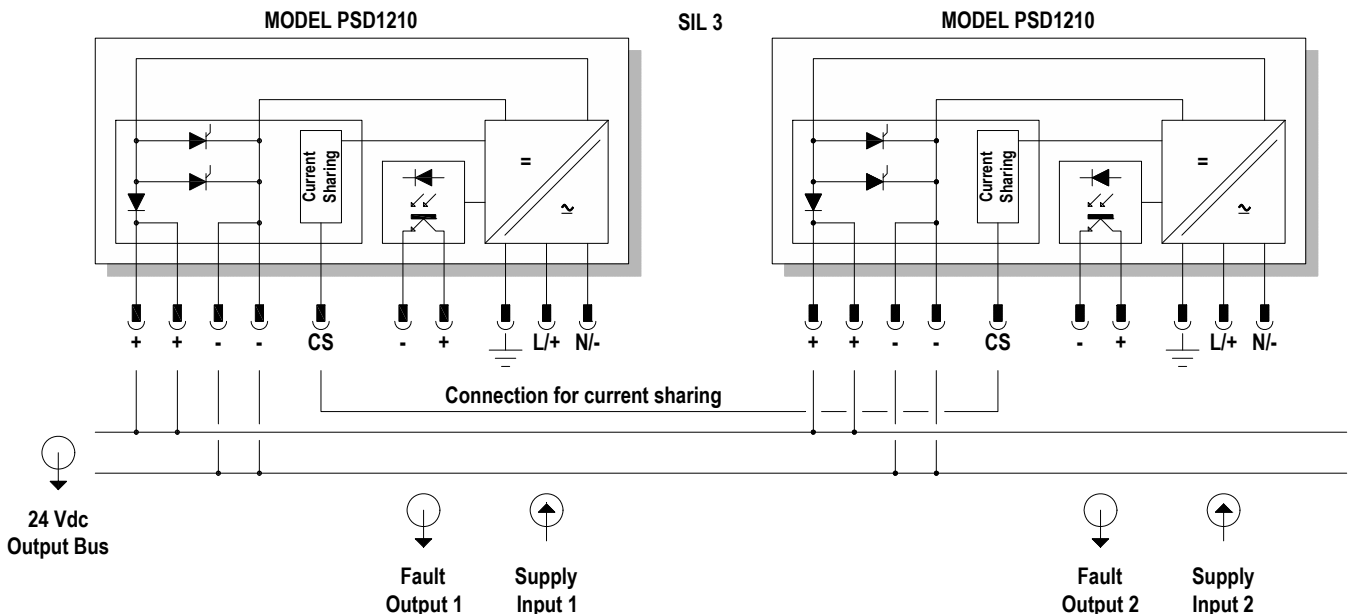 MODEL PSD1210
SIL 3
MODEL PSD1210
Current
Sharing
=
~
Current
Sharing
=
~
+ + - - CS - + L/+ N/-
+ + - - CS - + L/+ N/-
Connection for current sharing
24 Vdc
Output Bus
Fault
Output 1
Supply
Input 1
Fault
Output 2
Supply
Input 2